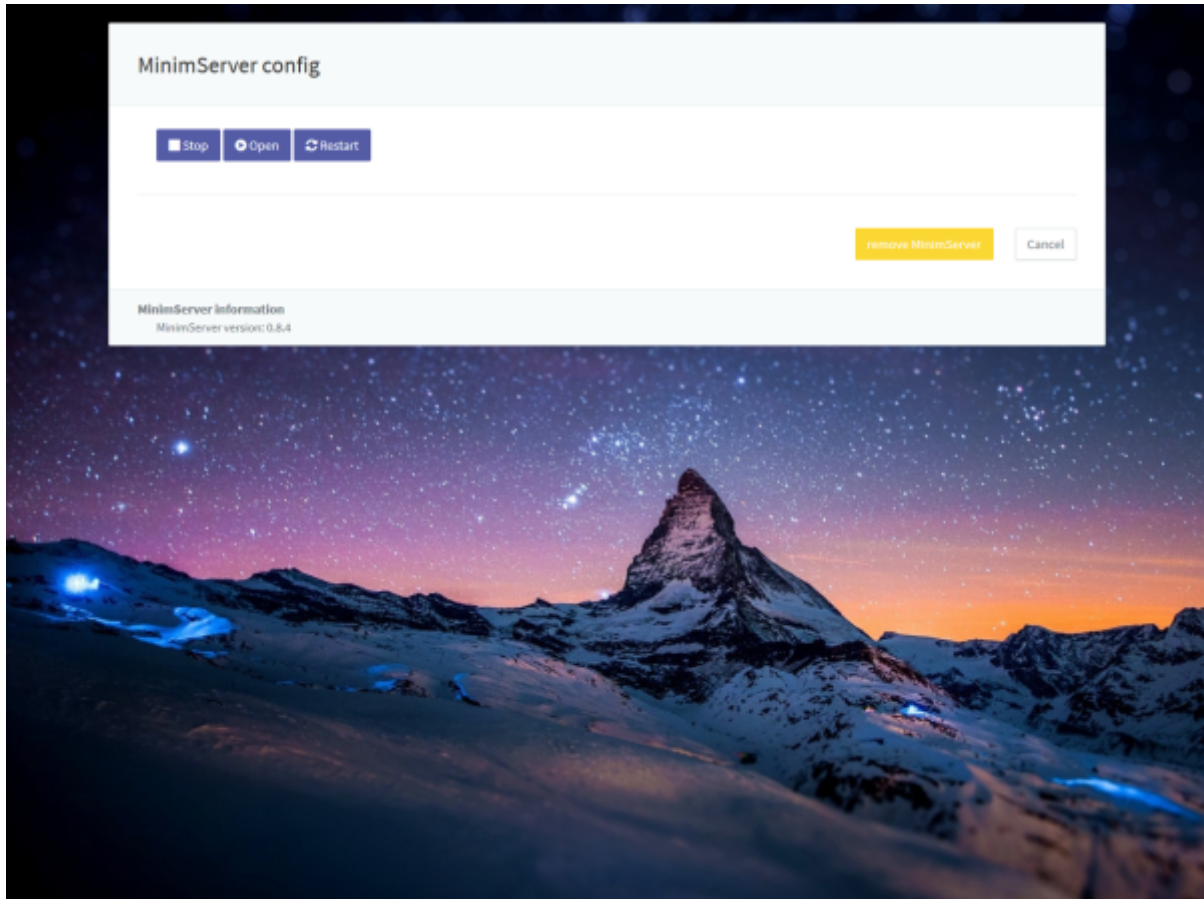 MinimServer config
Stop Open Restart
remove MinimServer Cancel
MinimServer information
MinimServer version: 0.8.4